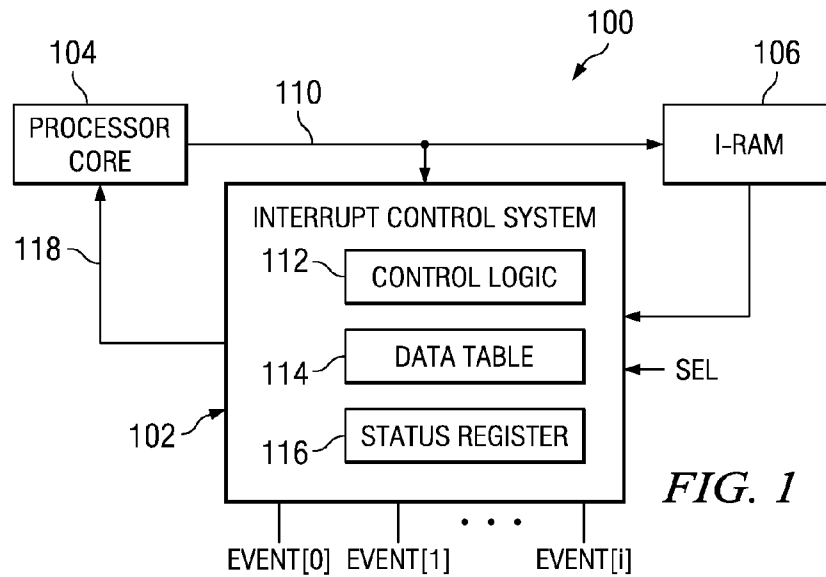 100
104
106
110
PROCESSOR
CORE
I-RAM
INTERRUPT CONTROL SYSTEM
118
112
CONTROL LOGIC
114
DATA TABLE
SEL
102
116
STATUS REGISTER
FIG. 1
EVENT[0] EVENT[1] • • • EVENT[i]